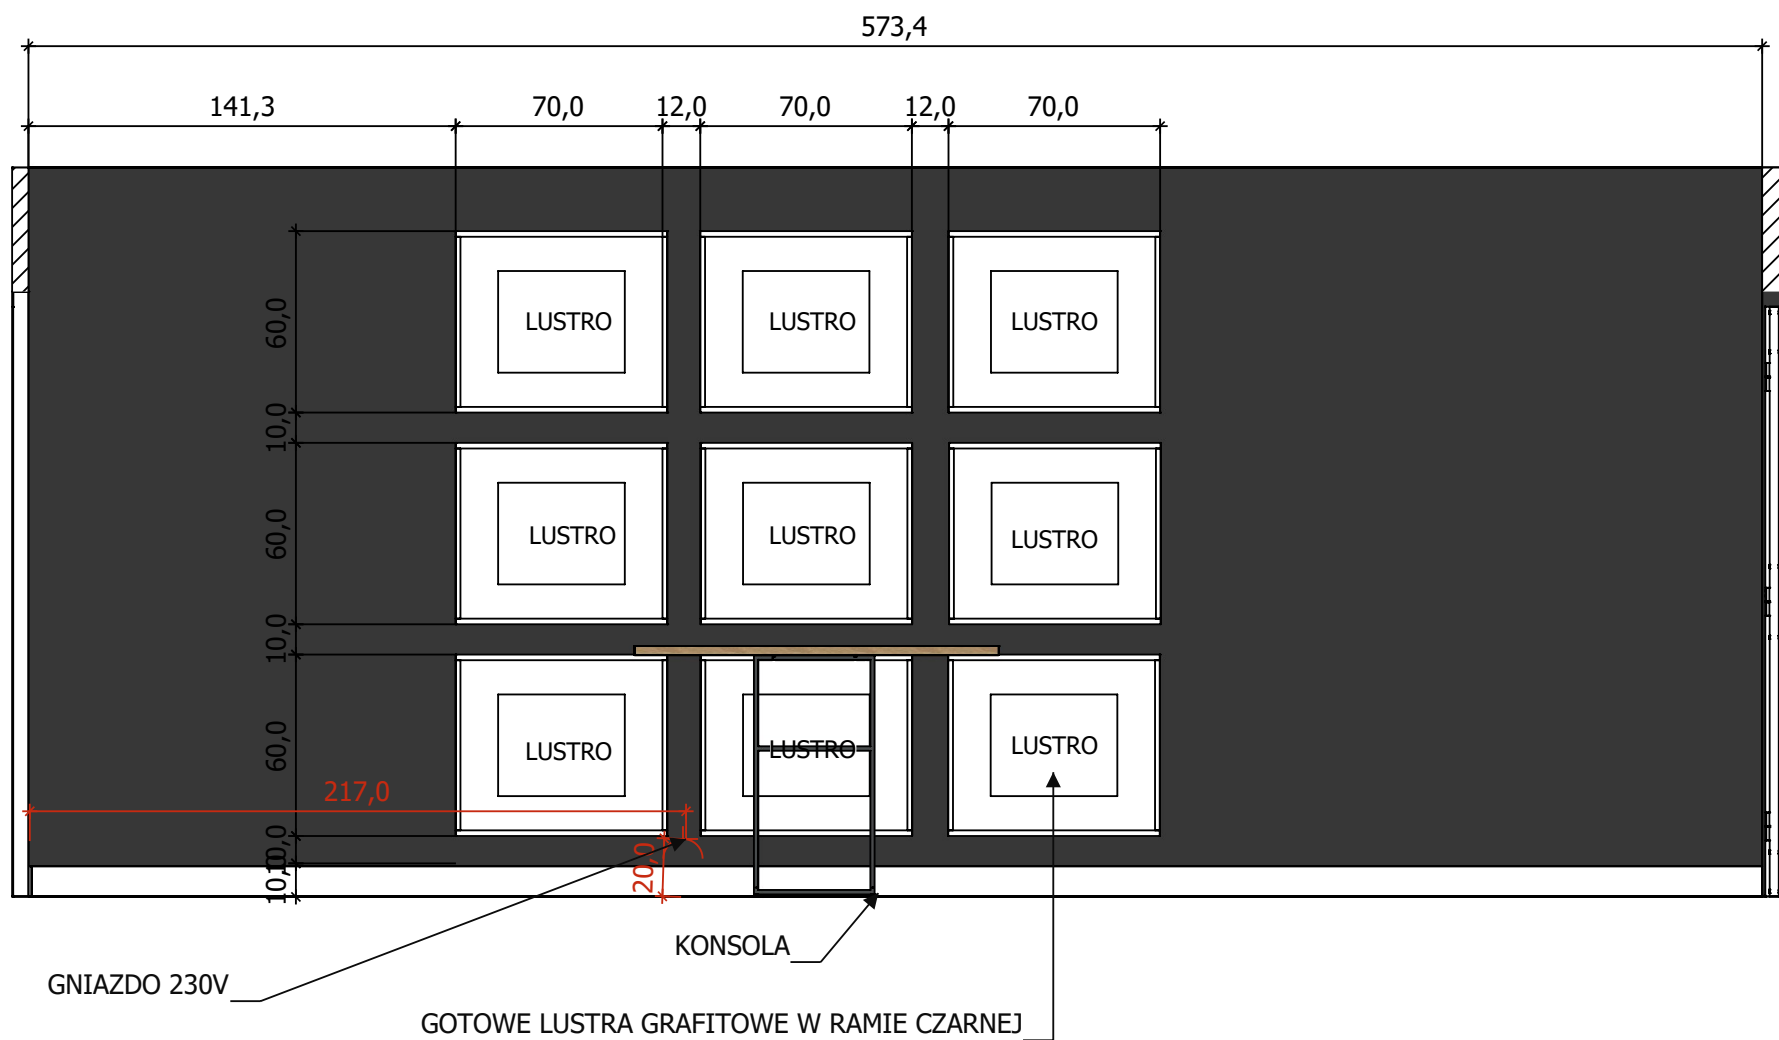 573,4
141,3 70,0 12,0 70,0 12,0 70,0
60,0
LUSTRO LUSTRO LUSTRO
10,0
60,0
LUSTRO LUSTRO LUSTRO
10,0
60,0
LUSTRO LUSTRO LUSTRO
217,0
10,0
20,0
10,0
KONSOLA
GNIAZDO 230V
GOTOWE LUSTRA GRAFITOWE W RAMIE CZARNEJ